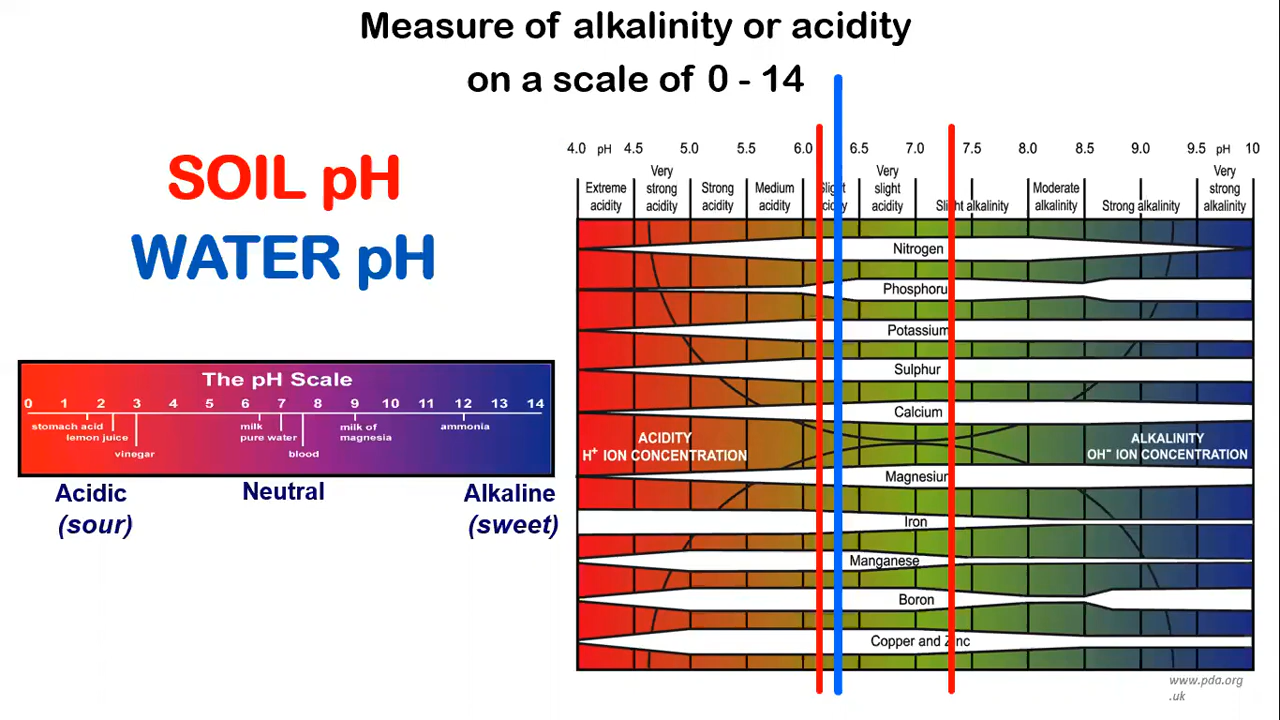 Measure of alkalinity or acidity
on a scale of 0 - 14
SOIL pH
WATER pH
The pH Scale
0 1 2 3 4 5 6 7 8 9 10 11 12 13 14
stomach acid milk milk of ammonia
lemon juice pure water magnesia
vinegar blood
Acidic Neutral Alkaline
(sour) (sweet)
4.0 pH 4.5 5.0 5.5 6.0 6.5 7.0 7.5 8.0 8.5 9.0 9.5 pH 10
Extreme acidity
Very strong acidity
Strong acidity
Medium acidity
Slight acidity
Very slight acidity
Slight alkalinity
Moderate alkalinity
Strong alkalinity
Very strong alkalinity
Nitrogen
Phosphoru
Potassium
Sulphur
Calcium
ACIDITY
H⁺ ION CONCENTRATION
ALKALINITY
OH⁻ ION CONCENTRATION
Magnesiur
Iron
Manganese
Boron
Copper and Zinc
www.pda.org
.uk